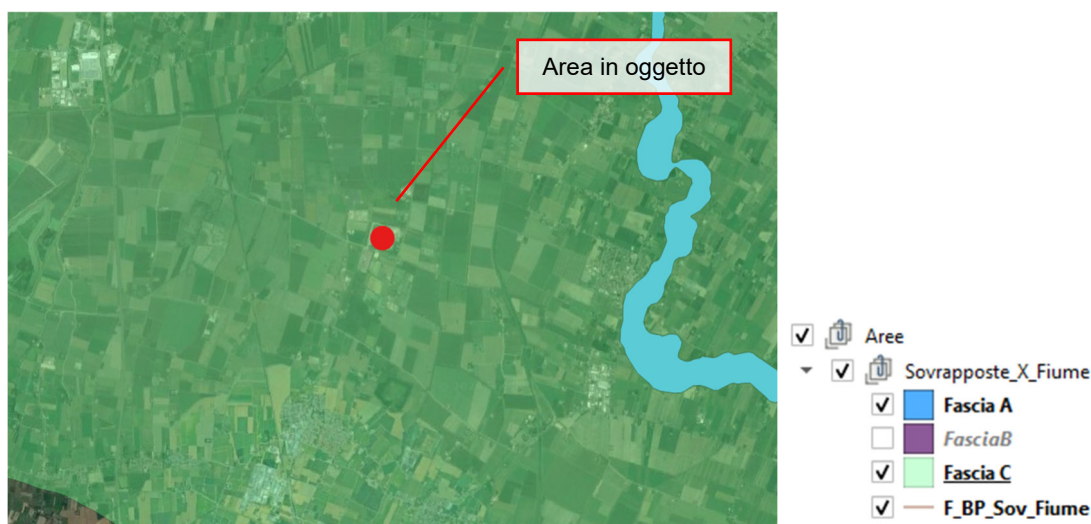 Area in oggetto
Aree
Sovrapposte_X_Fiume
Fascia A
FasciaB
Fascia C
F_BP_Sov_Fiume